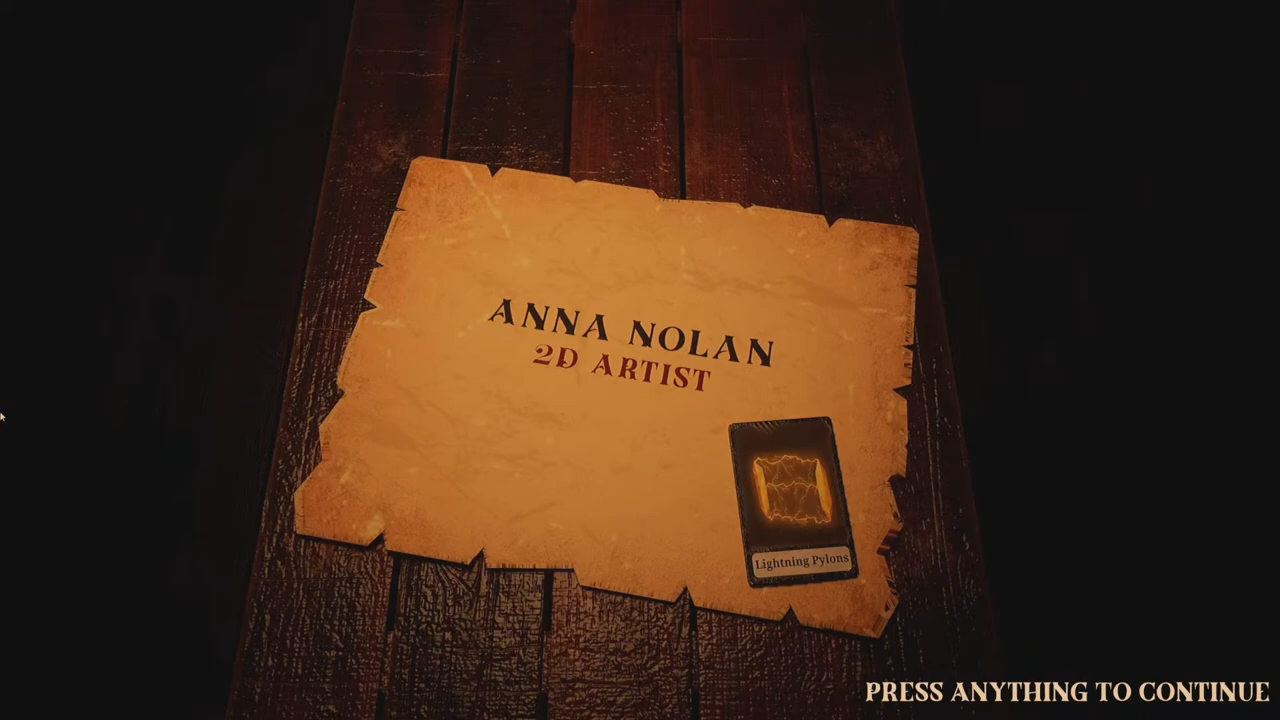 ANNA NOLAN
2D ARTIST
Lightning Pylons
PRESS ANYTHING TO CONTINUE